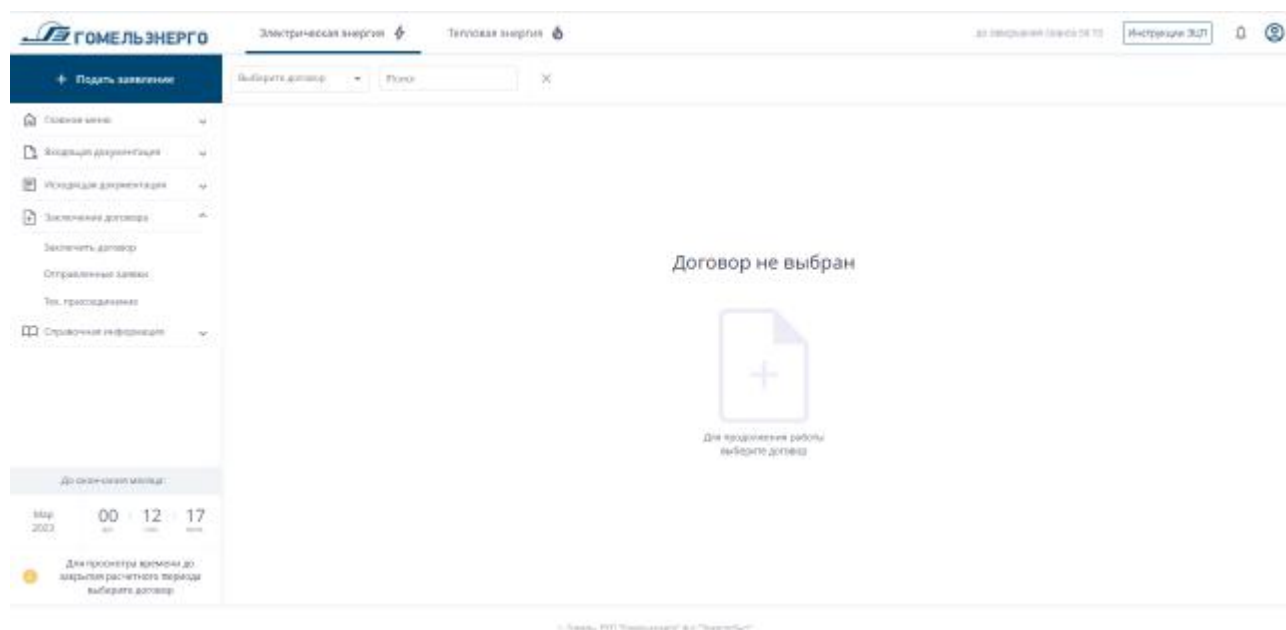 ГОМЕЛЬЭНЕРГО
Электрическая энергия
Тепловая энергия
Инструкции ЭЦП
+ Подать заявление
Выберите договор
Поиск
Главное меню
Входящая документация
Исходящая документация
Заключение договора
Заключить договор
Отправленные заявки
Тех. присоединение
Справочная информация
Договор не выбран
Для продолжения работы
выберите договор
До окончания месяца:
Мар
2023
00 : 12 : 17
Для просмотра времени до
закрытия расчетного периода
выберите договор